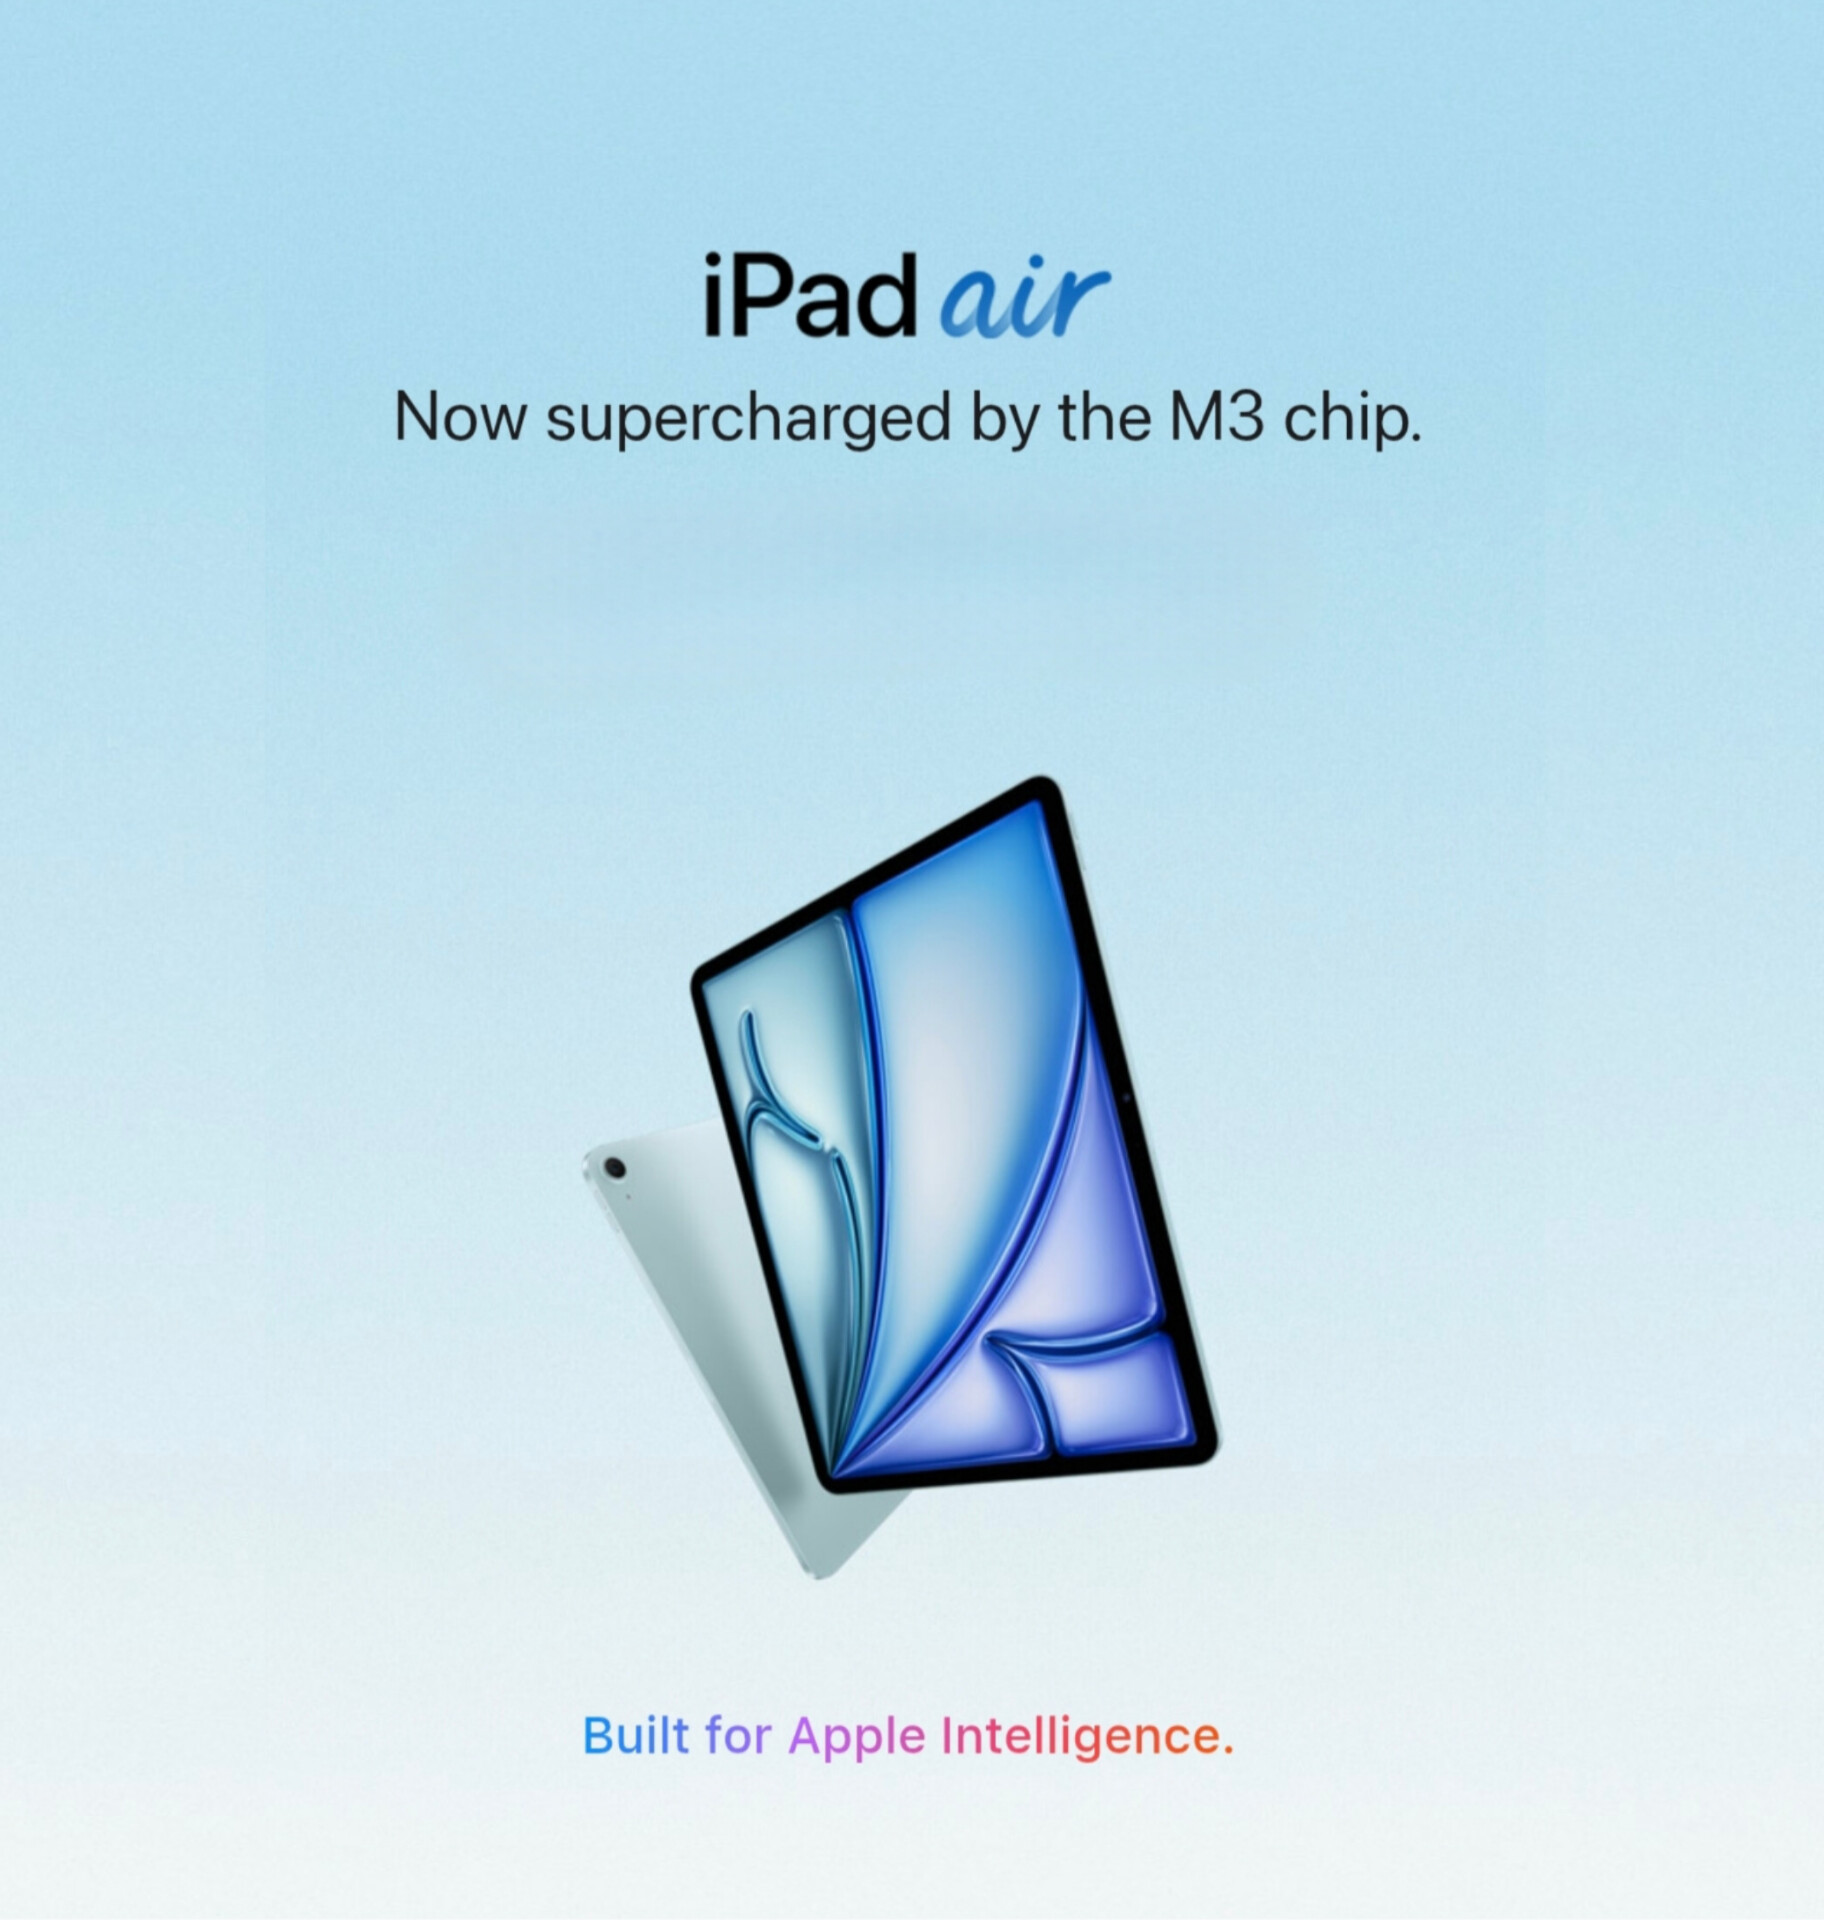 iPad air
Now supercharged by the M3 chip.
Built for Apple Intelligence.